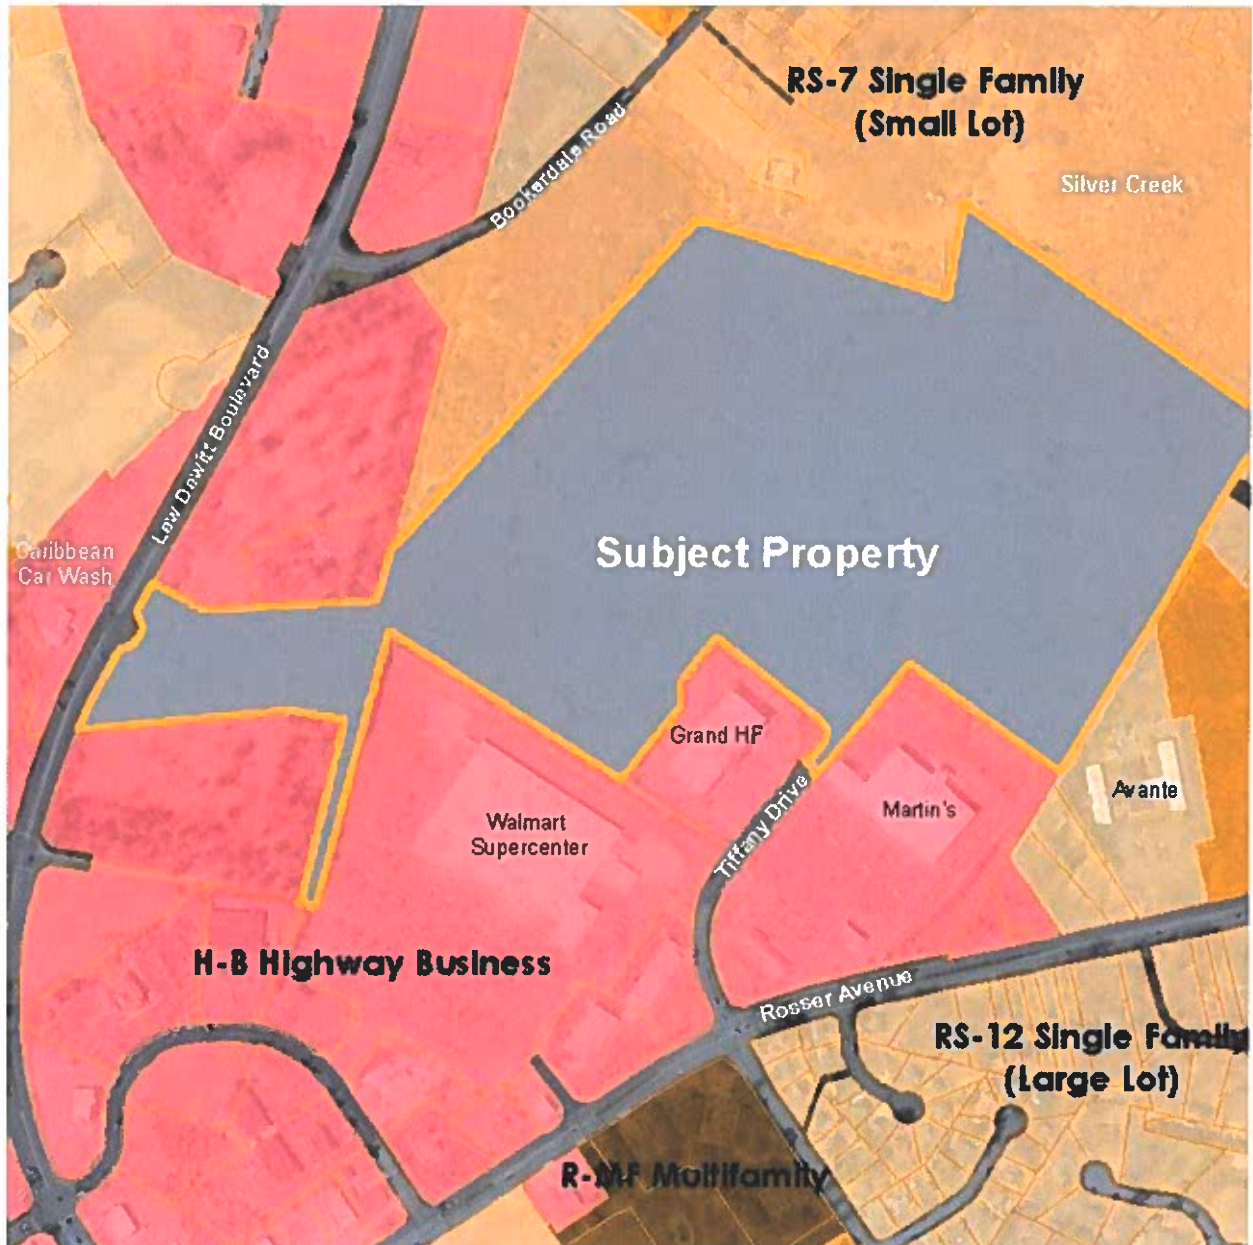 RS-7 Single Family
(Small Lot)
Silver Creek
Bookerdale Road
Lew Dewitt Boulevard
Caribbean
Car Wash
Subject Property
Grand HF
Avante
Martin's
Walmart
Supercenter
Tiffany Drive
H-B Highway Business
Rosser Avenue
RS-12 Single Family
(Large Lot)
R-MF Multifamily